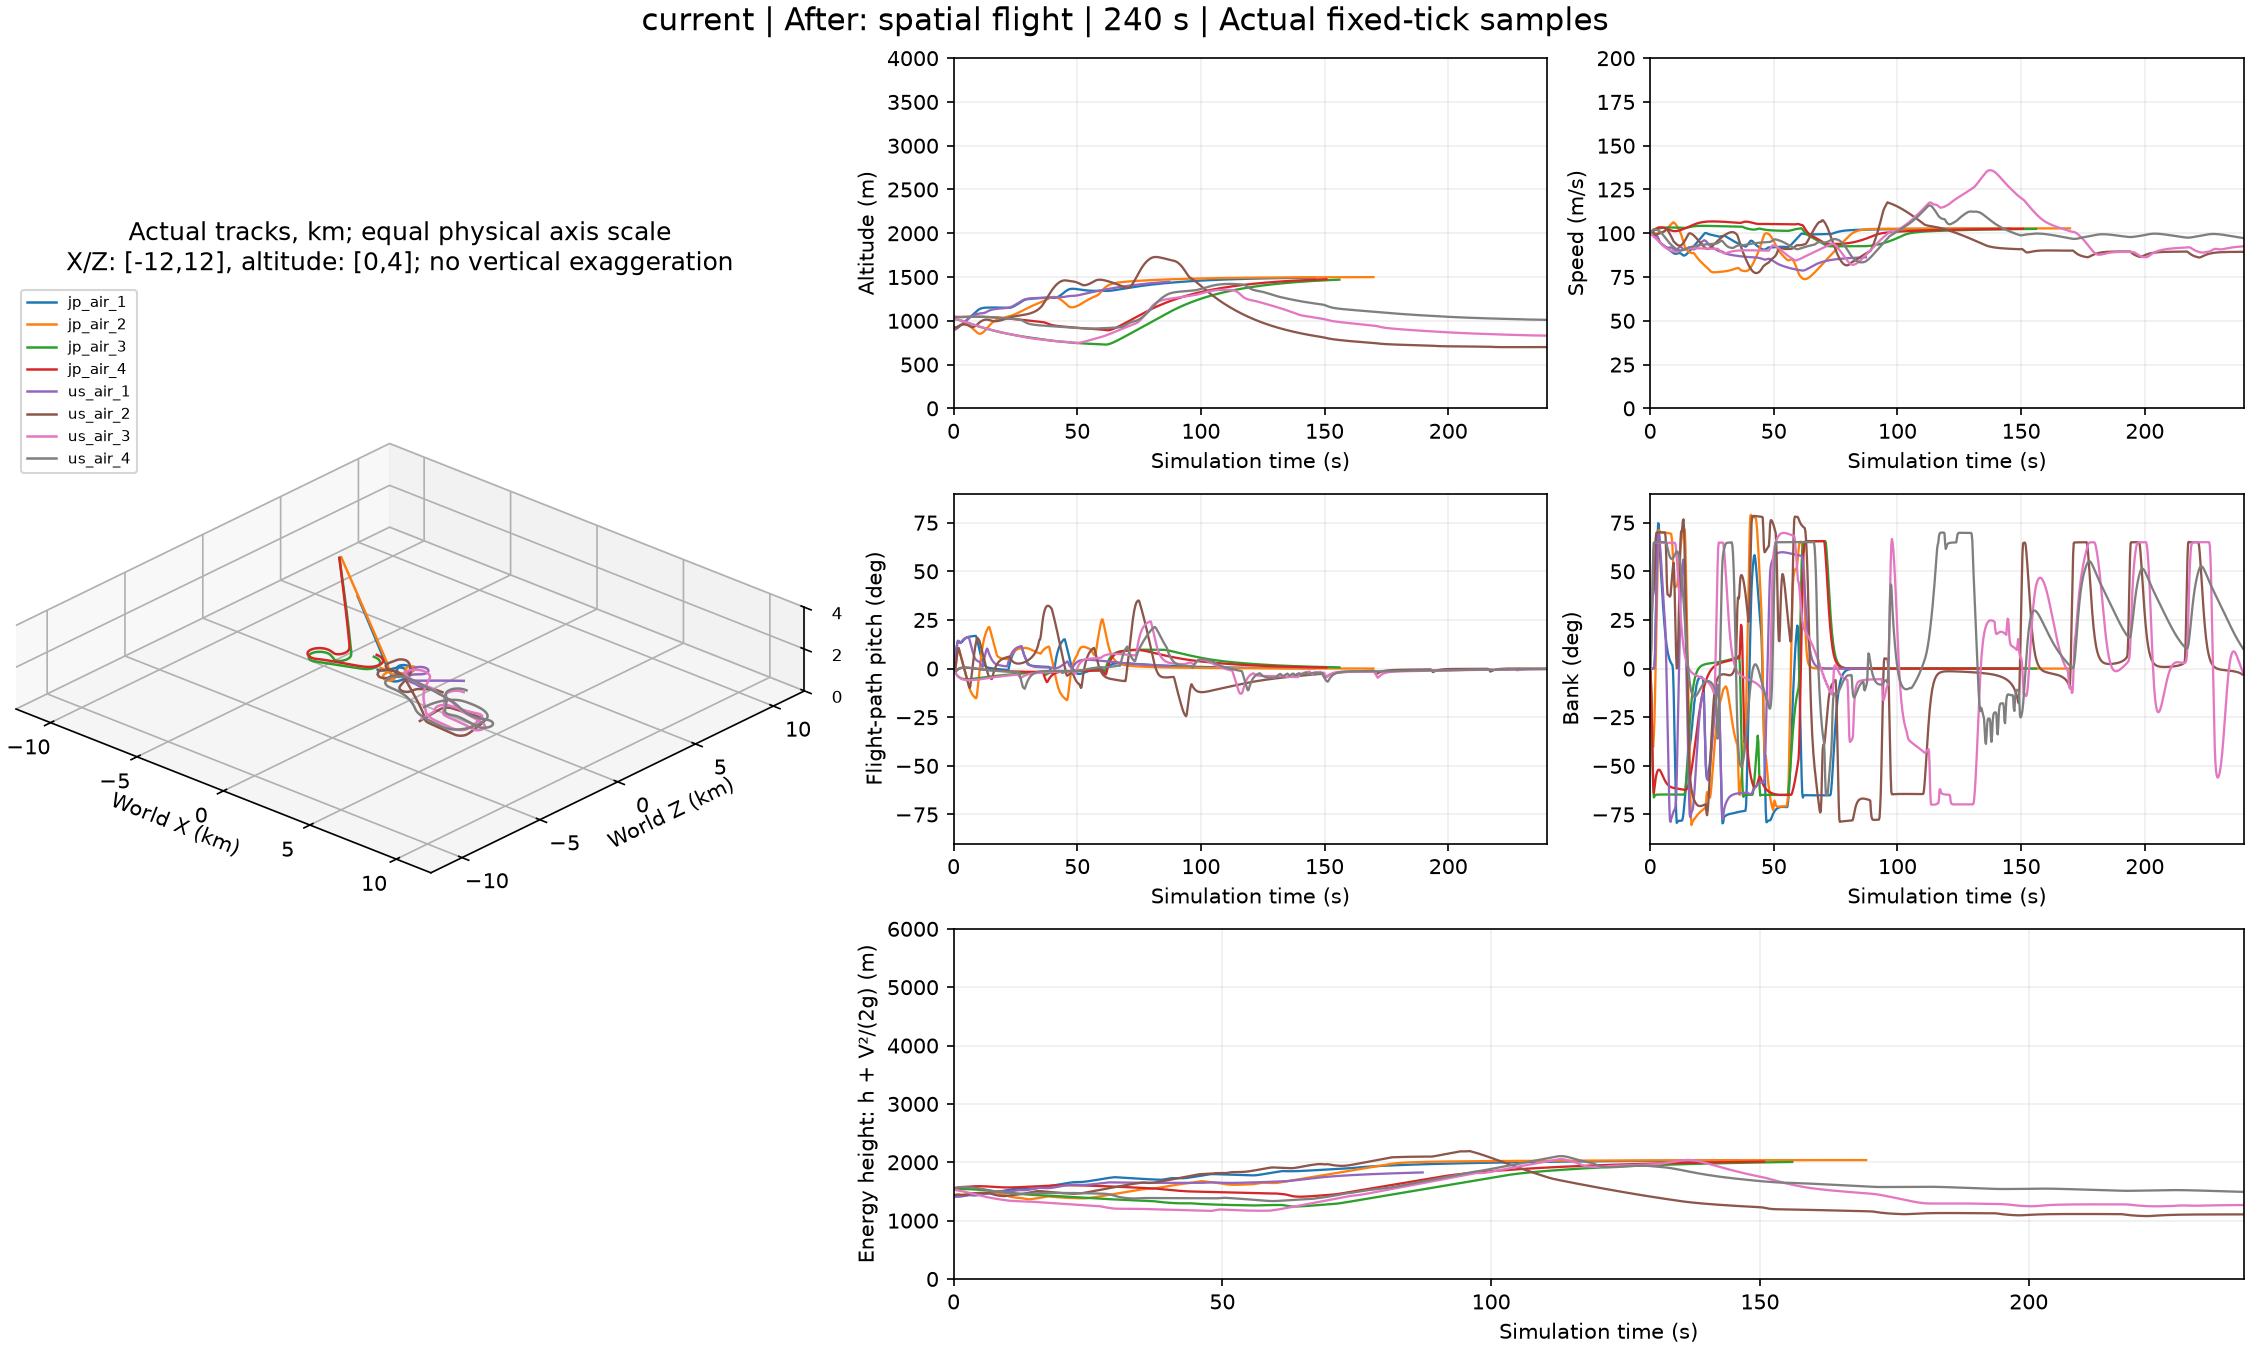 current | After: spatial flight | 240 s | Actual fixed-tick samples
Actual tracks, km; equal physical axis scale
X/Z: [-12,12], altitude: [0,4]; no vertical exaggeration
jp_air_1
jp_air_2
jp_air_3
jp_air_4
us_air_1
us_air_2
us_air_3
us_air_4
−10
−5
0
5
10
World X (km)
−10
−5
0
5
10
World Z (km)
0
2
4
4000
3500
3000
2500
2000
1500
1000
500
0
Altitude (m)
0 50 100 150 200
Simulation time (s)
200
175
150
125
100
75
50
25
0
Speed (m/s)
0 50 100 150 200
Simulation time (s)
75
50
25
0
−25
−50
−75
Flight-path pitch (deg)
0 50 100 150 200
Simulation time (s)
75
50
25
0
−25
−50
−75
Bank (deg)
0 50 100 150 200
Simulation time (s)
6000
5000
4000
3000
2000
1000
0
Energy height: h + V²/(2g) (m)
0 50 100 150 200
Simulation time (s)